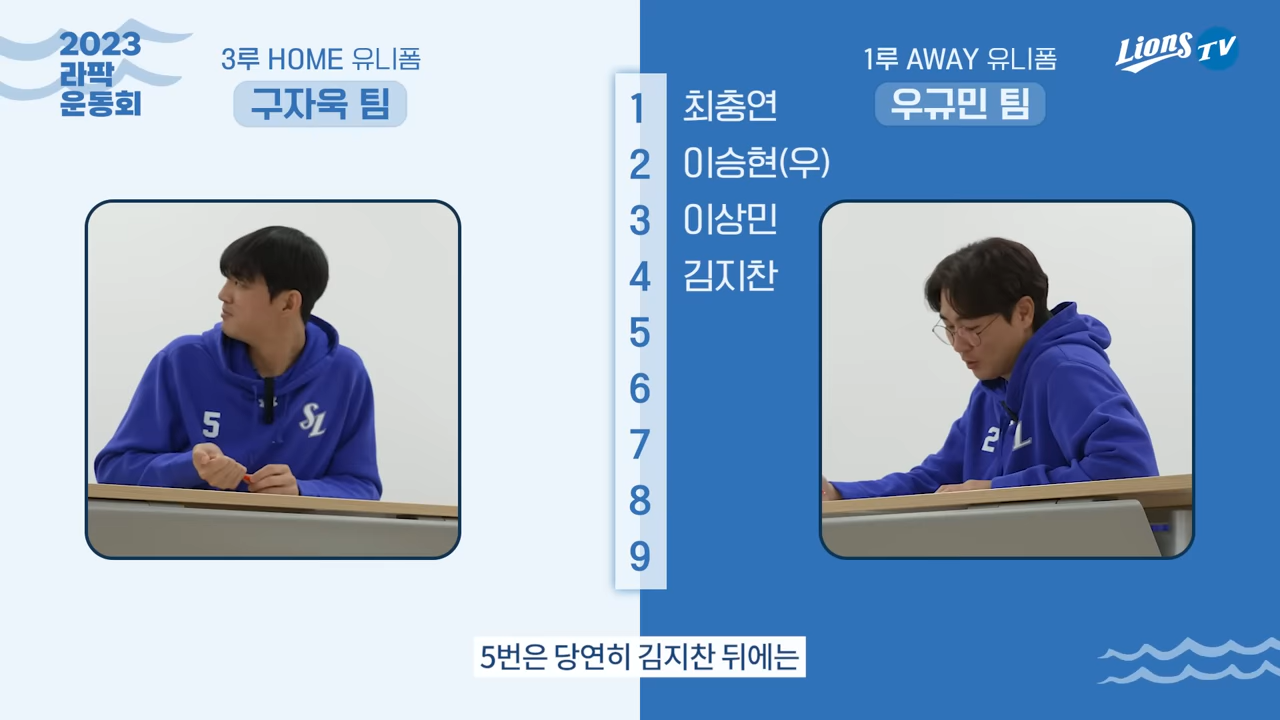 2023
라팍
운동회
3루 HOME 유니폼
구자욱 팀
1루 AWAY 유니폼
우규민 팀
Lions TV
1 최충연
2 이승현(우)
3 이상민
4 김지찬
5
6
7
8
9
5
SL
2
L
5번은 당연히 김지찬 뒤에는